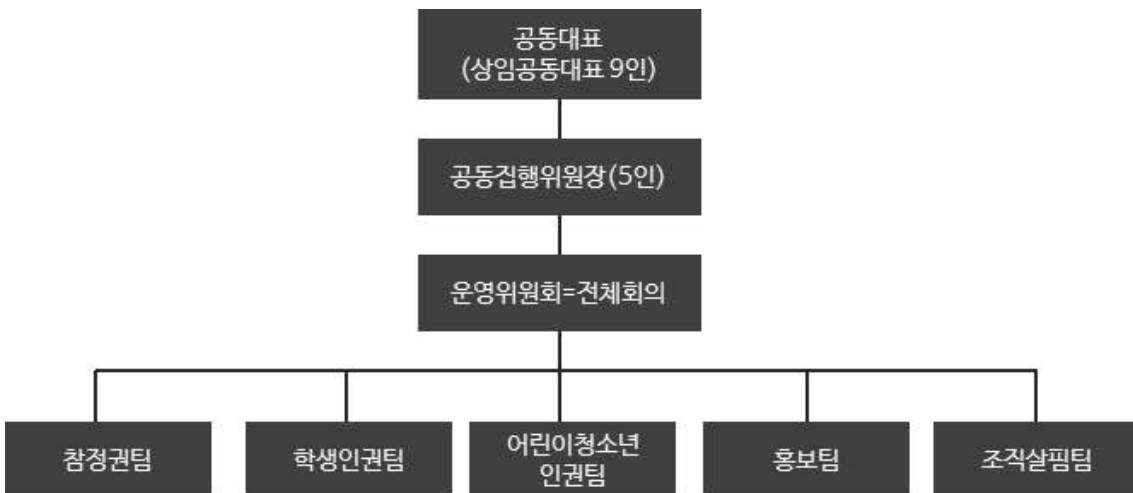 공동대표
(상임공동대표 9인)
공동집행위원장(5인)
운영위원회=전체회의
참정권팀
학생인권팀
어린이청소년
인권팀
홍보팀
조직살핌팀